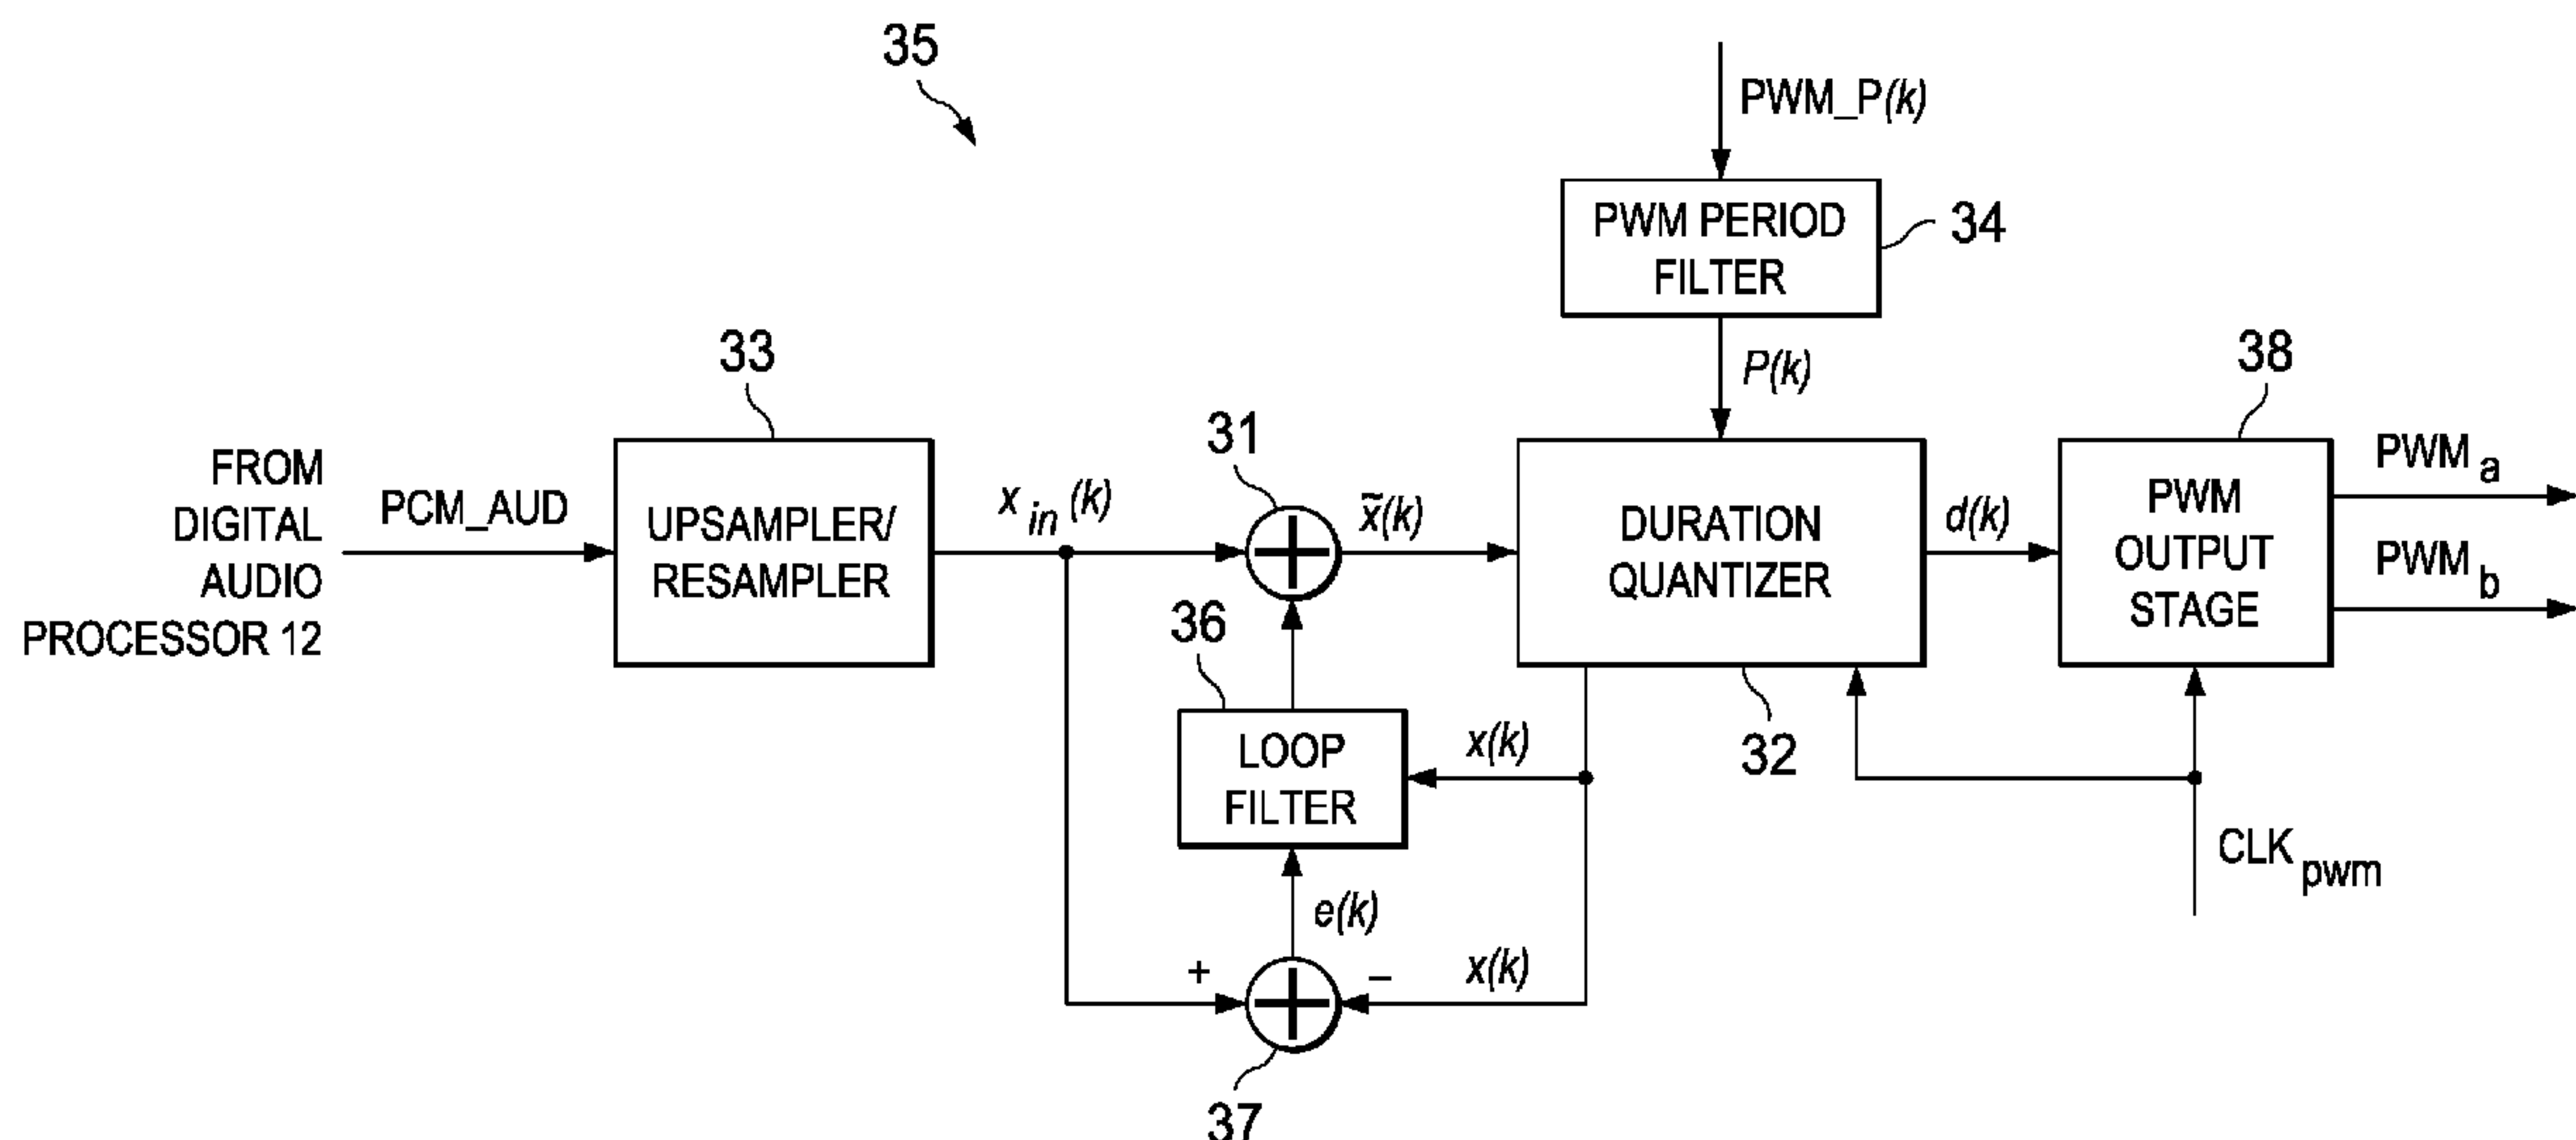 35
PWM_P(k)
PWM PERIOD
FILTER
34
P(k)
33
31
38
FROM
DIGITAL
AUDIO
PROCESSOR 12
PCM_AUD
UPSAMPLER/
RESAMPLER
x in (k)
x̃(k)
DURATION
QUANTIZER
d(k)
PWM
OUTPUT
STAGE
PWM a
PWM b
36
LOOP
FILTER
x(k)
32
CLK pwm
e(k)
+
–
x(k)
37